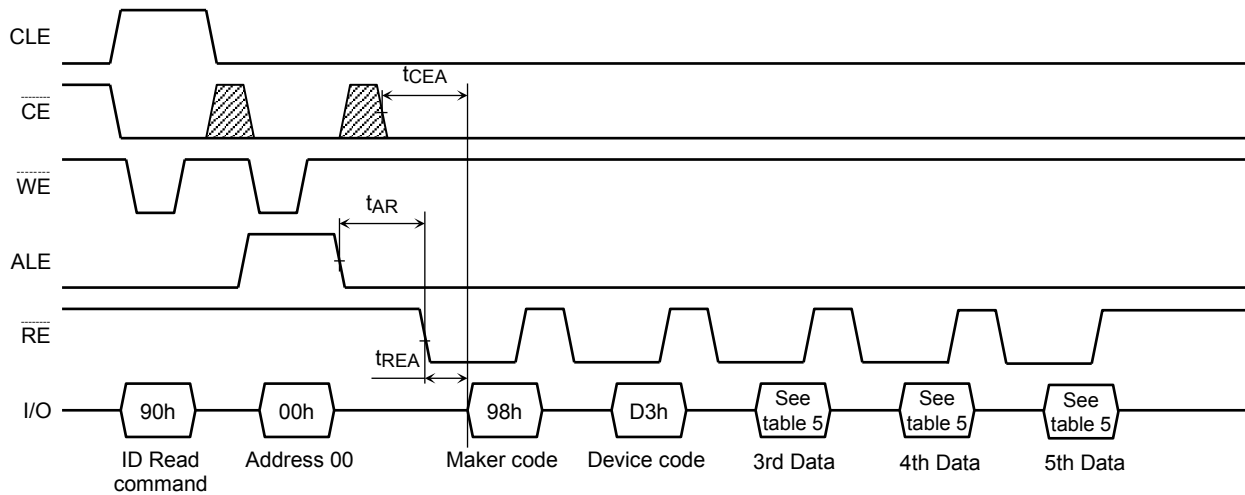 CLE
tCEA
CE
WE
tAR
ALE
RE
tREA
I/O
90h
00h
98h
D3h
See
table 5
See
table 5
See
table 5
ID Read
command
Address 00
Maker code
Device code
3rd Data
4th Data
5th Data